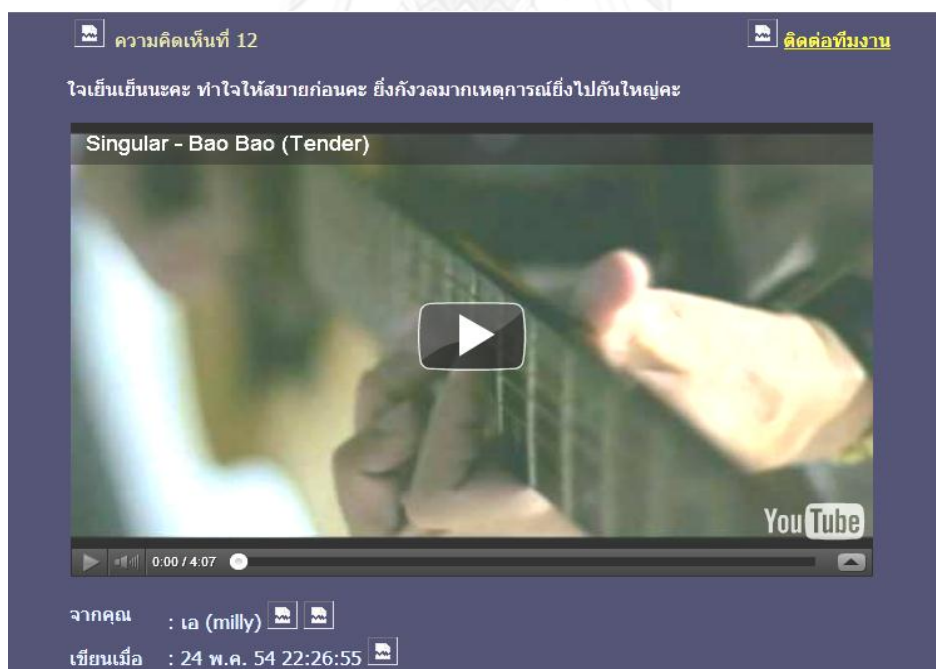 ความคิดเห็นที่ 12
ติดต่อทีมงาน
ใจเย็นเย็นนะคะ ทำใจให้สบายก่อนคะ ยิ่งกังวลมากเหตุการณ์ยิ่งไปกันใหญ่คะ
Singular - Bao Bao (Tender)
YouTube
0:00 / 4:07
จากคุณ : เอ (milly)
เขียนเมื่อ : 24 พ.ค. 54 22:26:55